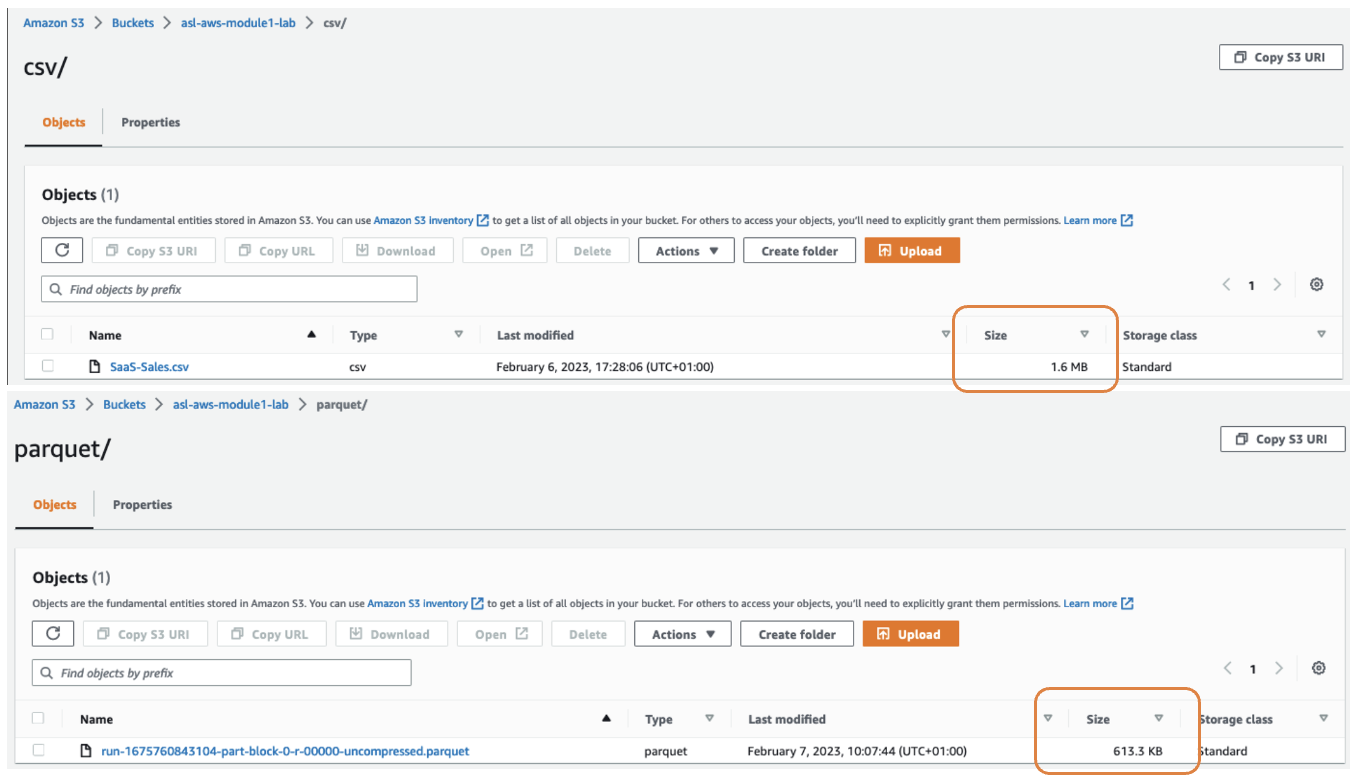 Amazon S3 > Buckets > asl-aws-module1-lab > csv/
csv/
Copy S3 URI
Objects Properties
Objects (1)
Objects are the fundamental entities stored in Amazon S3. You can use Amazon S3 inventory to get a list of all objects in your bucket. For others to access your objects, you'll need to explicitly grant them permissions. Learn more
Copy S3 URI Copy URL Download Open Delete Actions Create folder Upload
Find objects by prefix
1
Name Type Last modified Size Storage class
SaaS-Sales.csv csv February 6, 2023, 17:28:06 (UTC+01:00) 1.6 MB Standard
Amazon S3 > Buckets > asl-aws-module1-lab > parquet/
parquet/
Copy S3 URI
Objects Properties
Objects (1)
Objects are the fundamental entities stored in Amazon S3. You can use Amazon S3 inventory to get a list of all objects in your bucket. For others to access your objects, you'll need to explicitly grant them permissions. Learn more
Copy S3 URI Copy URL Download Open Delete Actions Create folder Upload
Find objects by prefix
1
Name Type Last modified Size Storage class
run-1675760843104-part-block-0-r-00000-uncompressed.parquet parquet February 7, 2023, 10:07:44 (UTC+01:00) 613.3 KB Standard